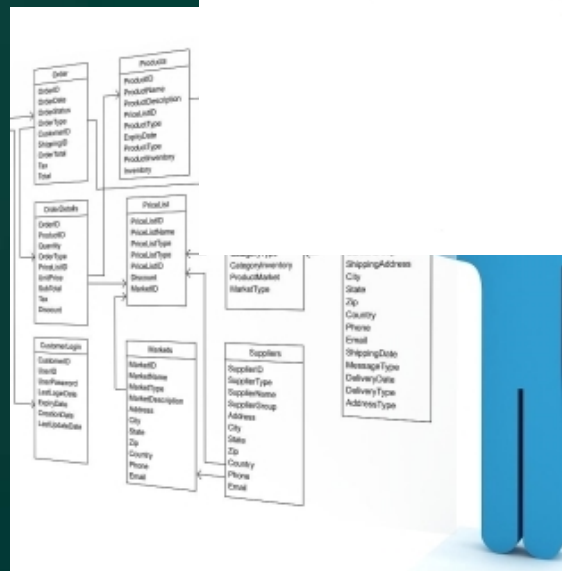 Order
OrderID
OrderDate
OrderStatus
OrderType
CustomerID
ShippingID
OrderTotal
Tax
Total
Products
ProductID
ProductName
ProductDescription
PriceListID
ProductType
ExpiryDate
ProductType
ProductInventory
Inventory
OrderDetails
OrderID
ProductID
Quantity
OrderType
PriceListID
UnitPrice
SubTotal
Tax
Discount
PriceList
PriceListID
PriceListName
PriceListType
PriceListType
PriceListID
Discount
MarketID
CategoryInventory
ProductMarket
MarketType
ShippingAddress
City
State
Zip
Country
Phone
Email
ShippingDate
MessageType
DeliveryDate
DeliveryType
AddressType
CustomerLogin
CustomerID
UserID
UserPassword
LastLoginDate
ExpiryDate
CreationDate
LastUpdateDate
Markets
MarketID
MarketName
MarketType
MarketDescription
Address
City
State
Zip
Country
Phone
Email
Suppliers
SupplierID
SupplierType
SupplierName
SupplierGroup
Address
City
State
Zip
Country
Phone
Email